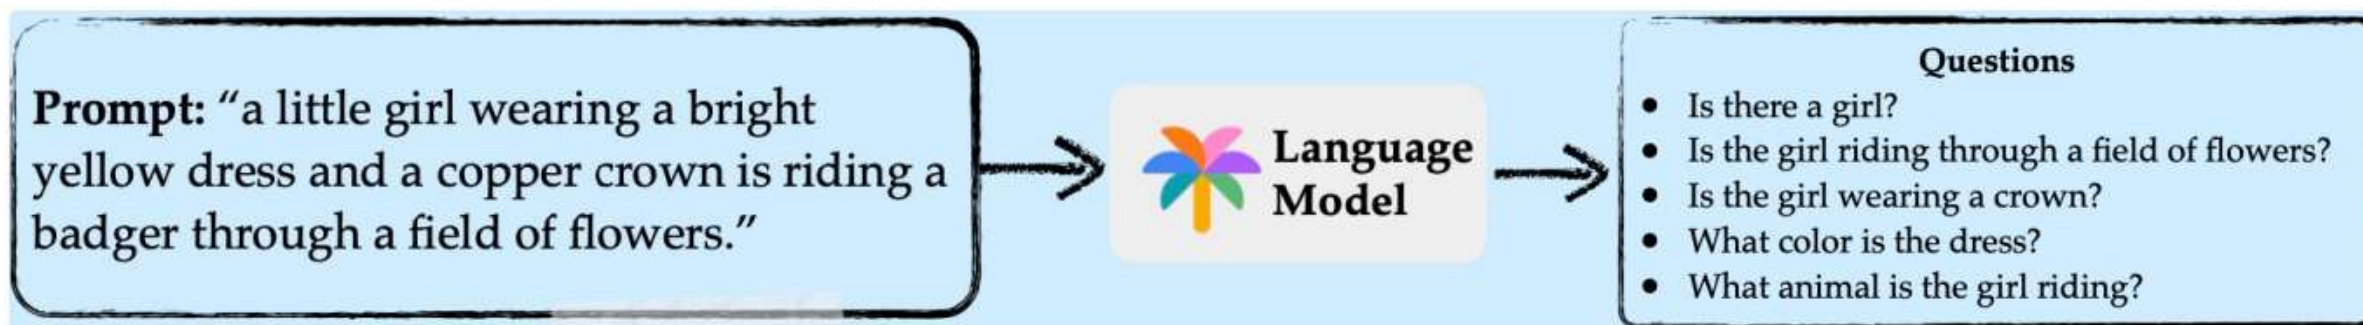 Prompt: “a little girl wearing a bright
yellow dress and a copper crown is riding a
badger through a field of flowers.”
Language
Model
Questions
• Is there a girl?
• Is the girl riding through a field of flowers?
• Is the girl wearing a crown?
• What color is the dress?
• What animal is the girl riding?